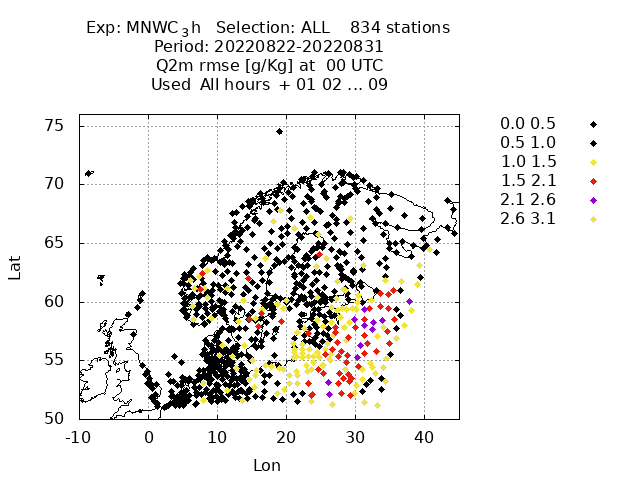 Exp: MNWC_3h   Selection: ALL    834 stations
Period: 20220822-20220831
Q2m rmse [g/Kg] at  00 UTC
Used  All hours  + 01 02 ... 09
0.0 0.5
0.5 1.0
1.0 1.5
1.5 2.1
2.1 2.6
2.6 3.1
Lat
75
70
65
60
55
50
-10 0 10 20 30 40
Lon